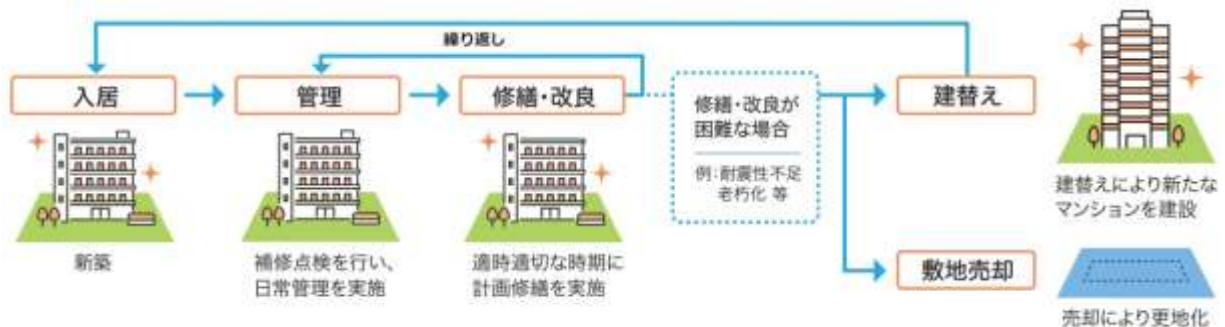 繰り返し
入居
管理
修繕・改良
修繕・改良が
困難な場合
例：耐震性不足
老朽化 等
建替え
新築
補修点検を行い、
日常管理を実施
適時適切な時期に
計画修繕を実施
建替えにより新たな
マンションを建設
敷地売却
売却により更地化